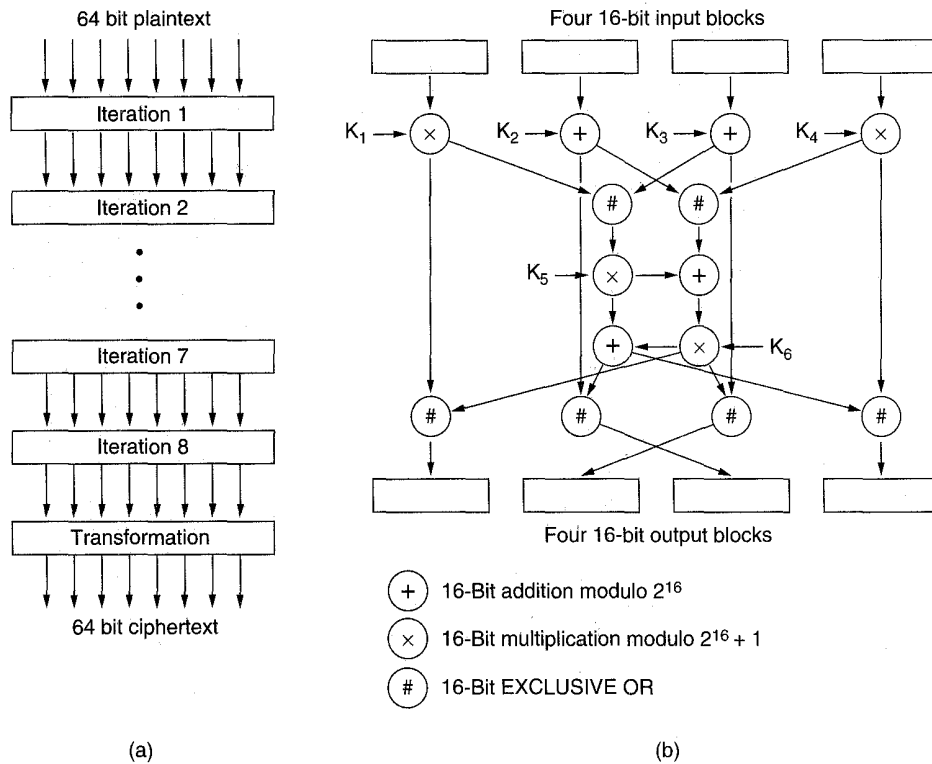 64 bit plaintext
Iteration 1
Iteration 2
Iteration 7
Iteration 8
Transformation
64 bit ciphertext
(a)
Four 16-bit input blocks
K₁ × K₂ + K₃ + K₄ ×
# #
K₅ × +
+ × K₆
# # # #
Four 16-bit output blocks
+ 16-Bit addition modulo 2¹⁶
× 16-Bit multiplication modulo 2¹⁶ + 1
# 16-Bit EXCLUSIVE OR
(b)